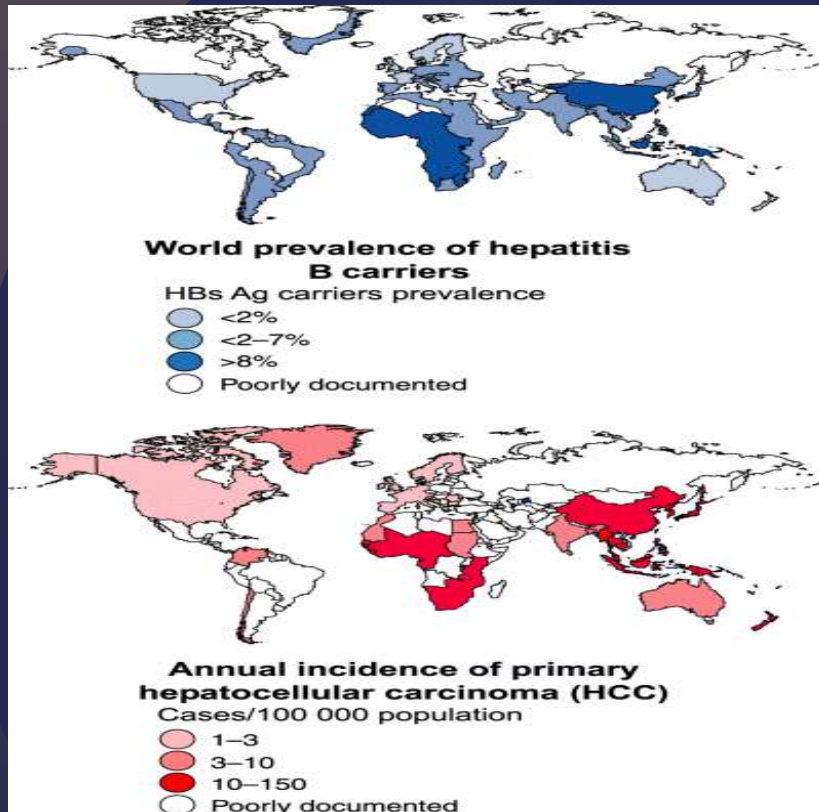 World prevalence of hepatitis
B carriers
HBs Ag carriers prevalence
<2%
<2–7%
>8%
Poorly documented
Annual incidence of primary
hepatocellular carcinoma (HCC)
Cases/100 000 population
1–3
3–10
10–150
Poorly documented